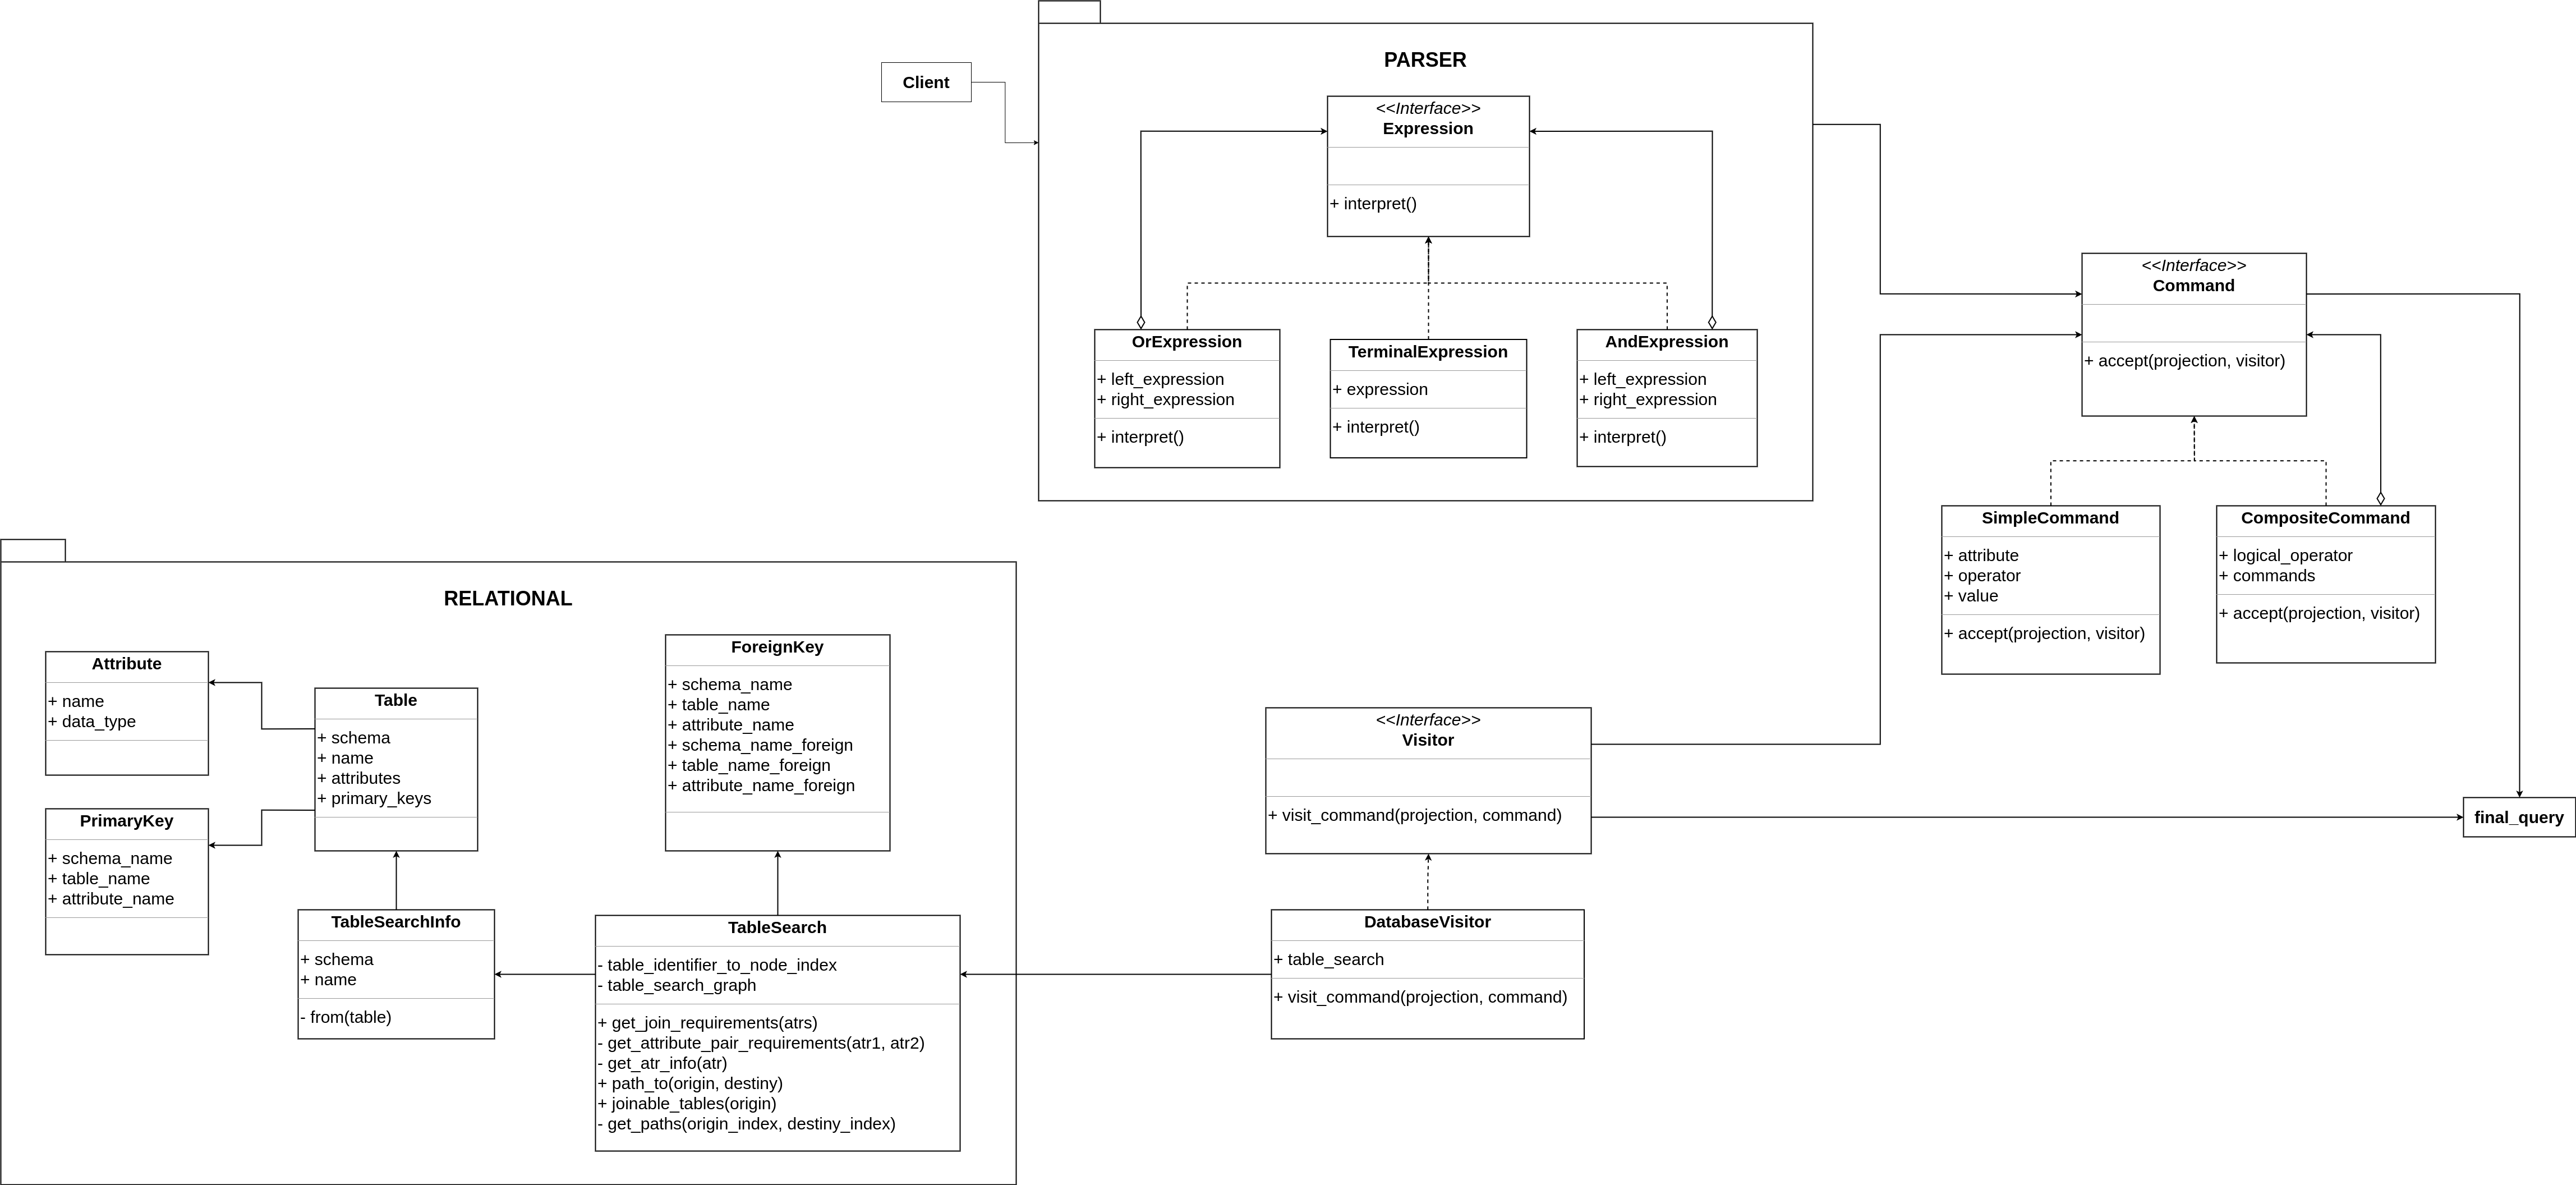 PARSER
Client
<<Interface>>
Expression
+ interpret()
OrExpression
+ left_expression
+ right_expression
+ interpret()
TerminalExpression
+ expression
+ interpret()
AndExpression
+ left_expression
+ right_expression
+ interpret()
<<Interface>>
Command
+ accept(projection, visitor)
SimpleCommand
+ attribute
+ operator
+ value
+ accept(projection, visitor)
CompositeCommand
+ logical_operator
+ commands
+ accept(projection, visitor)
RELATIONAL
Attribute
+ name
+ data_type
PrimaryKey
+ schema_name
+ table_name
+ attribute_name
Table
+ schema
+ name
+ attributes
+ primary_keys
ForeignKey
+ schema_name
+ table_name
+ attribute_name
+ schema_name_foreign
+ table_name_foreign
+ attribute_name_foreign
TableSearchInfo
+ schema
+ name
- from(table)
TableSearch
- table_identifier_to_node_index
- table_search_graph
+ get_join_requirements(atrs)
- get_attribute_pair_requirements(atr1, atr2)
- get_atr_info(atr)
+ path_to(origin, destiny)
+ joinable_tables(origin)
- get_paths(origin_index, destiny_index)
<<Interface>>
Visitor
+ visit_command(projection, command)
DatabaseVisitor
+ table_search
+ visit_command(projection, command)
final_query